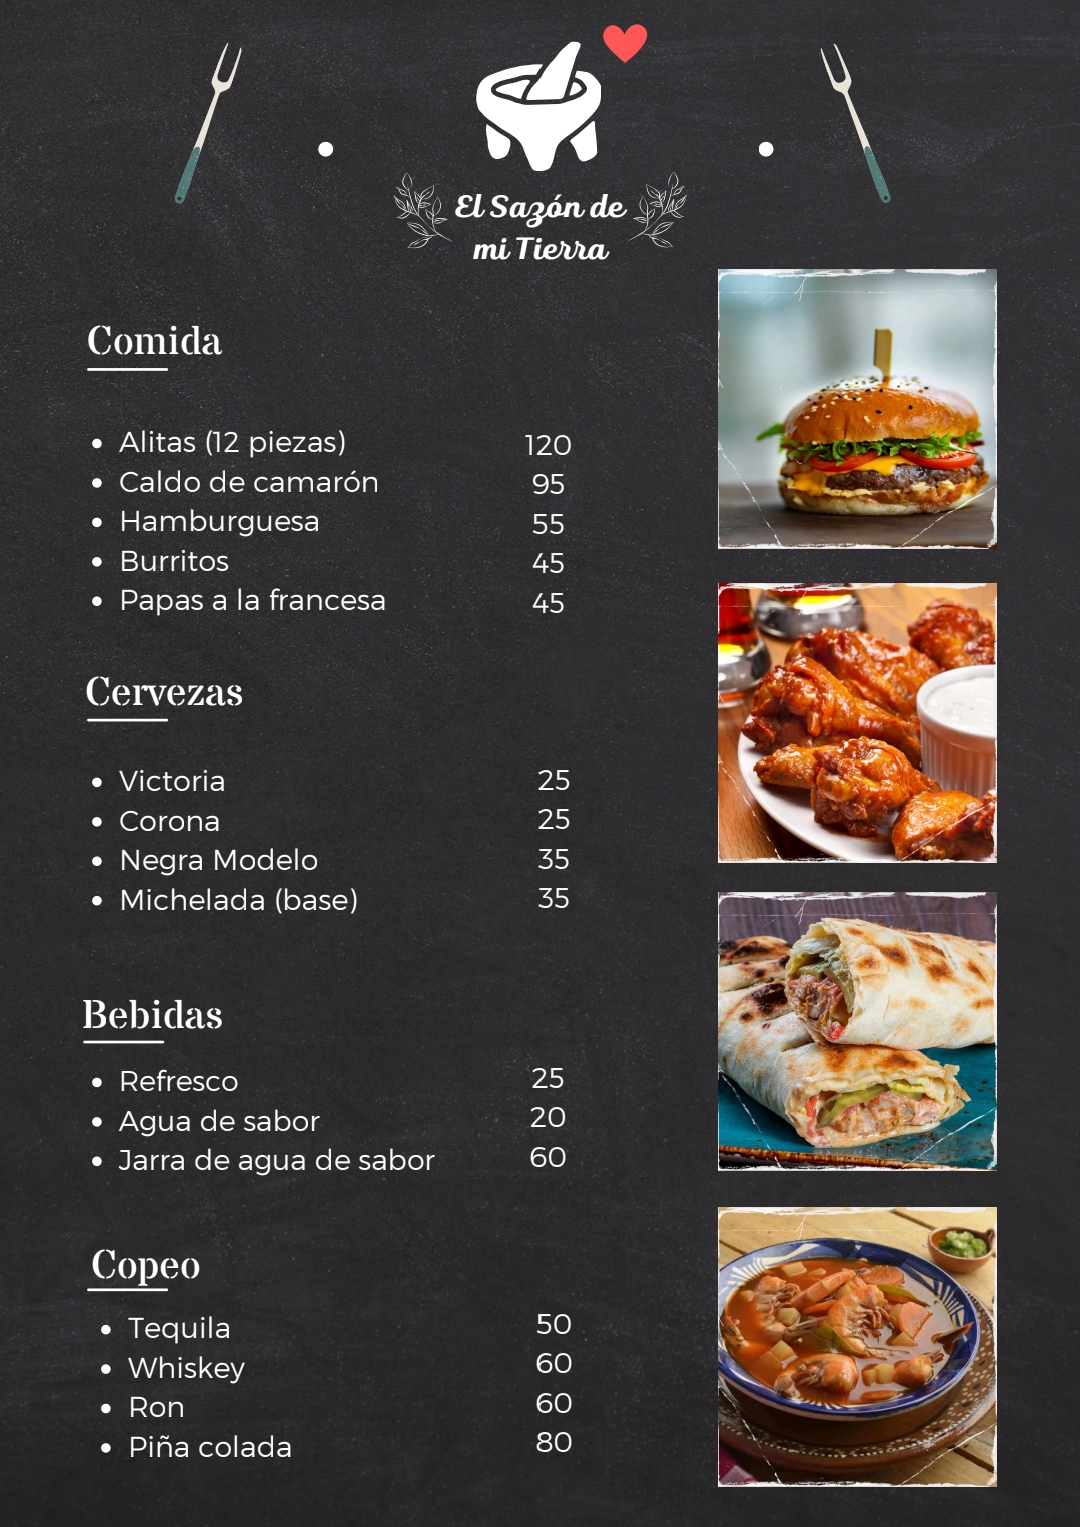 El Sazón de
mi Tierra
Comida
• Alitas (12 piezas) 120
• Caldo de camarón 95
• Hamburguesa 55
• Burritos 45
• Papas a la francesa 45
Cervezas
• Victoria 25
• Corona 25
• Negra Modelo 35
• Michelada (base) 35
Bebidas
• Refresco 25
• Agua de sabor 20
• Jarra de agua de sabor 60
Copeo
• Tequila 50
• Whiskey 60
• Ron 60
• Piña colada 80